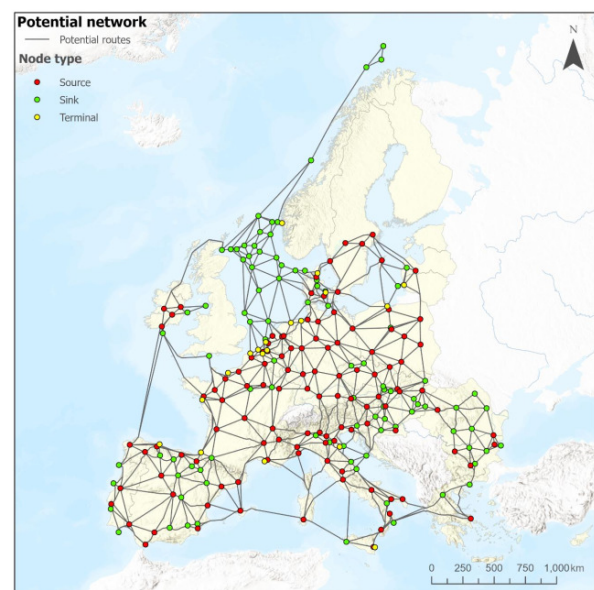 Potential network
Potential routes
Node type
Source
Sink
Terminal
N
0 250 500 750 1,000 km